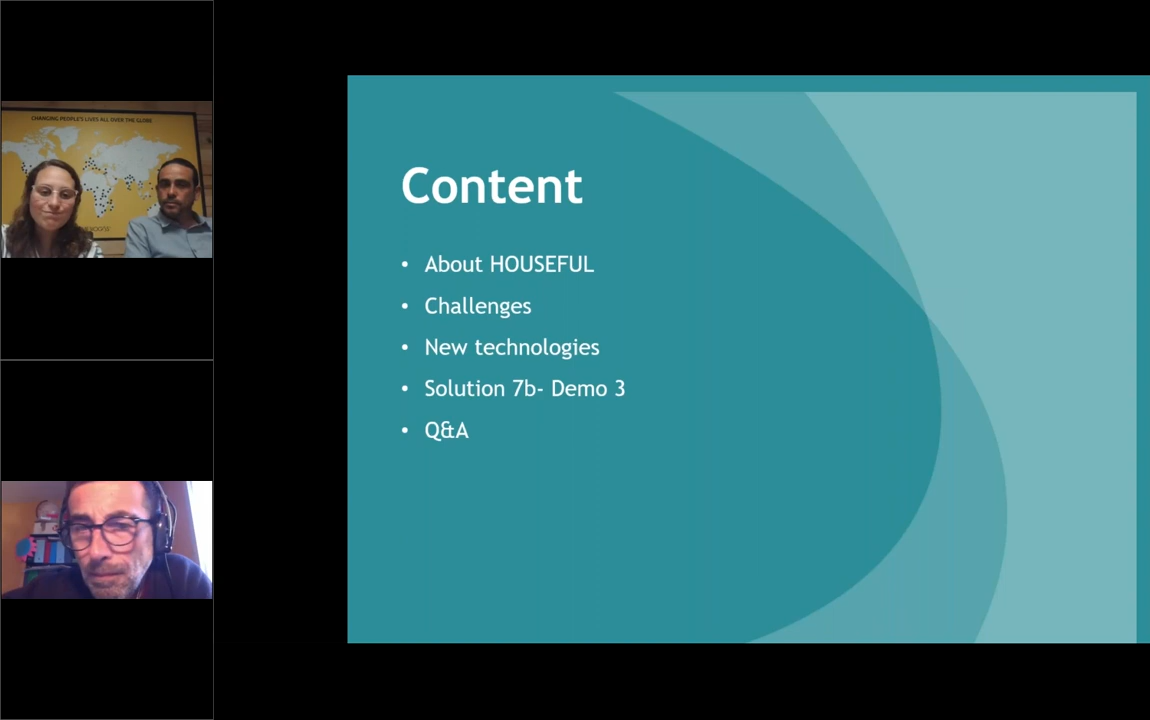 CHANGING PEOPLE'S LIVES ALL OVER THE GLOBE
Content
• About HOUSEFUL
• Challenges
• New technologies
• Solution 7b- Demo 3
• Q&A